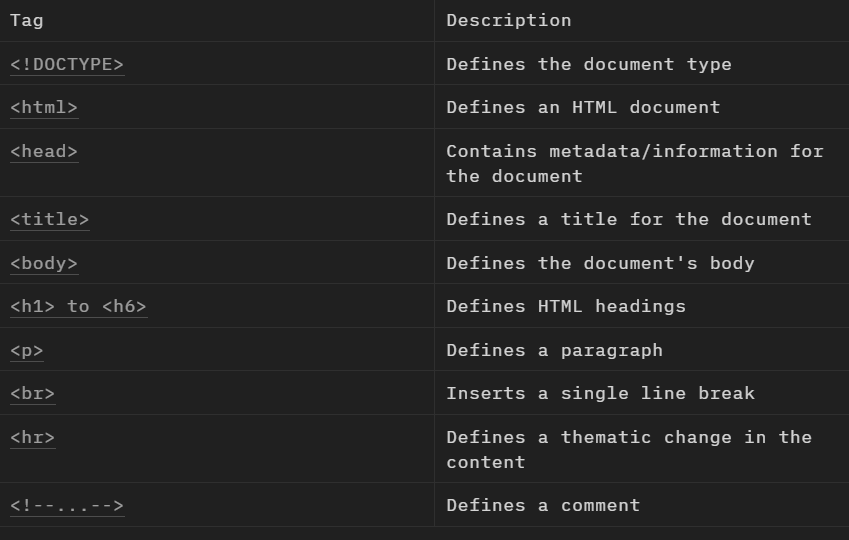 Tag Description
<!DOCTYPE> Defines the document type
<html> Defines an HTML document
<head> Contains metadata/information for
the document
<title> Defines a title for the document
<body> Defines the document's body
<h1> to <h6> Defines HTML headings
<p> Defines a paragraph
<br> Inserts a single line break
<hr> Defines a thematic change in the
content
<!--...--> Defines a comment